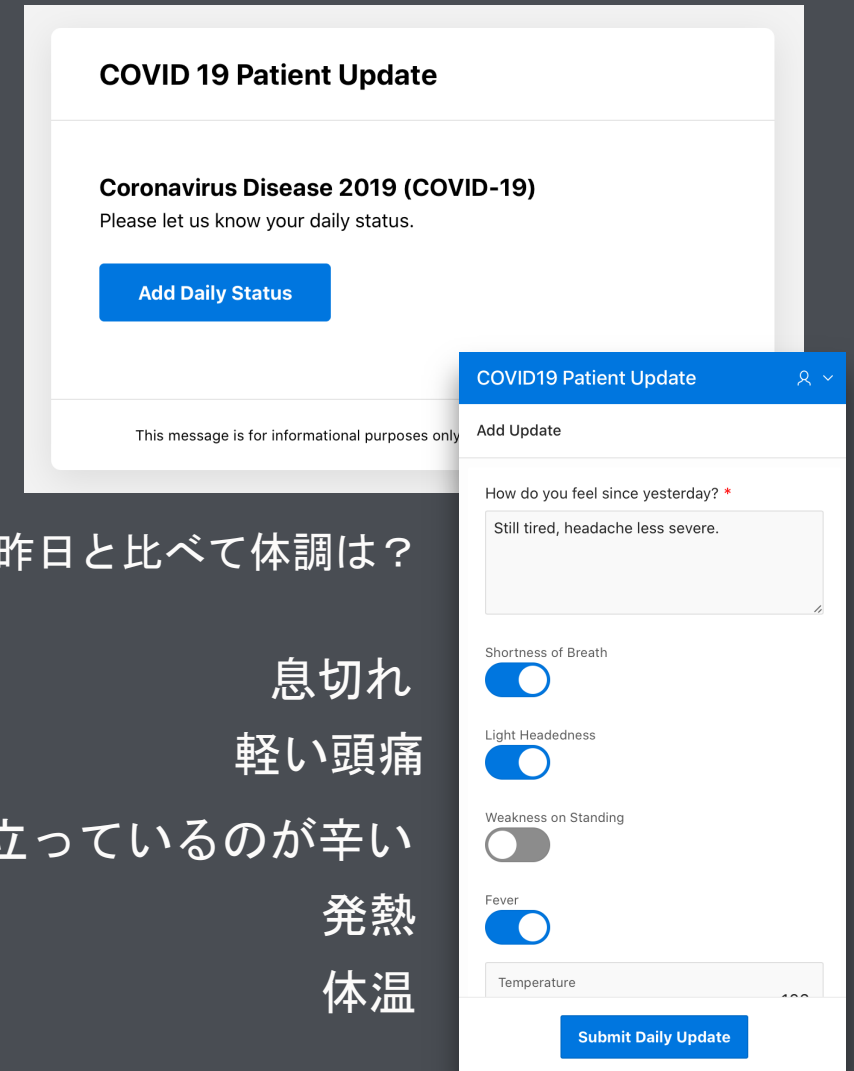 COVID 19 Patient Update
Coronavirus Disease 2019 (COVID-19)
Please let us know your daily status.
Add Daily Status
This message is for informational purposes only
COVID19 Patient Update
Add Update
How do you feel since yesterday? *
Still tired, headache less severe.
Shortness of Breath
Light Headedness
Weakness on Standing
Fever
Temperature
Submit Daily Update
昨日と比べて体調は？
息切れ
軽い頭痛
立っているのが辛い
発熱
体温